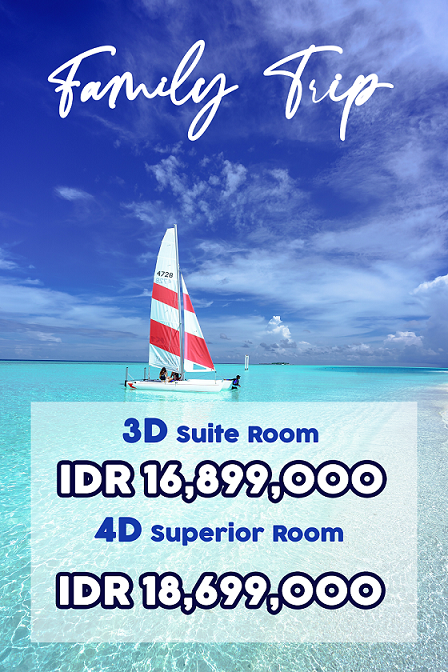 Family Trip
4728
3D Suite Room
IDR 16,899,000
4D Superior Room
IDR 18,699,000